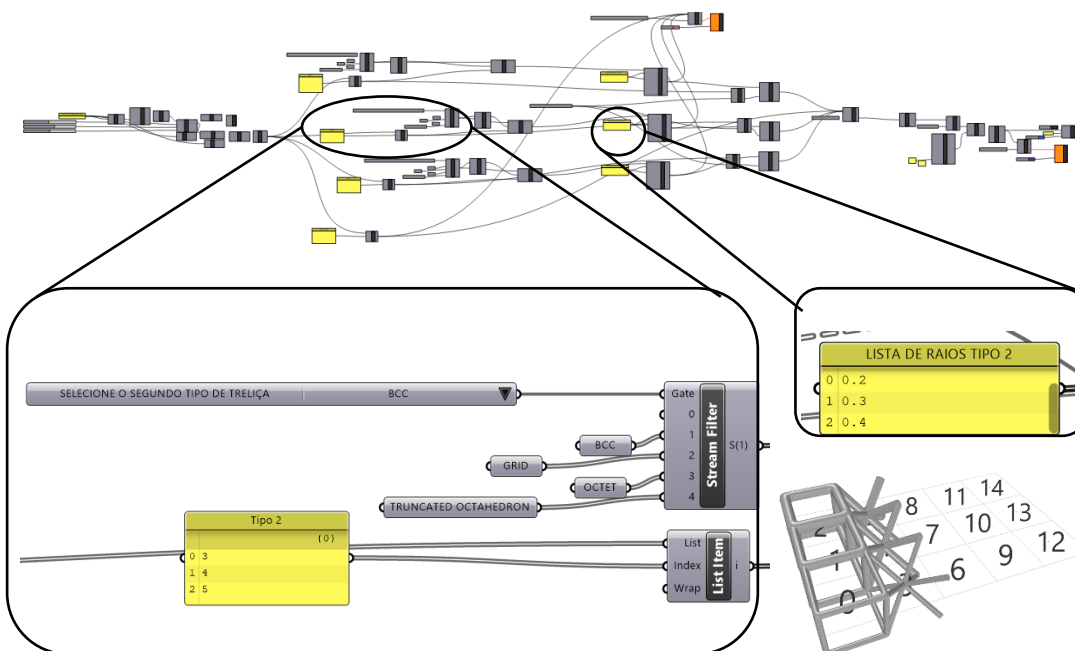 SELECIONE O SEGUNDO TIPO DE TRELIÇA BCC
Gate
0
1
2
3
4
Stream Filter
S(1)
BCC
GRID
OCTET
TRUNCATED OCTAHEDRON
Tipo 2
{0}
0 3
1 4
2 5
List
Index
Wrap
List Item
i
LISTA DE RAIOS TIPO 2
0 0.2
1 0.3
2 0.4
2
8
11
14
1
7
10
13
0
3
6
9
12